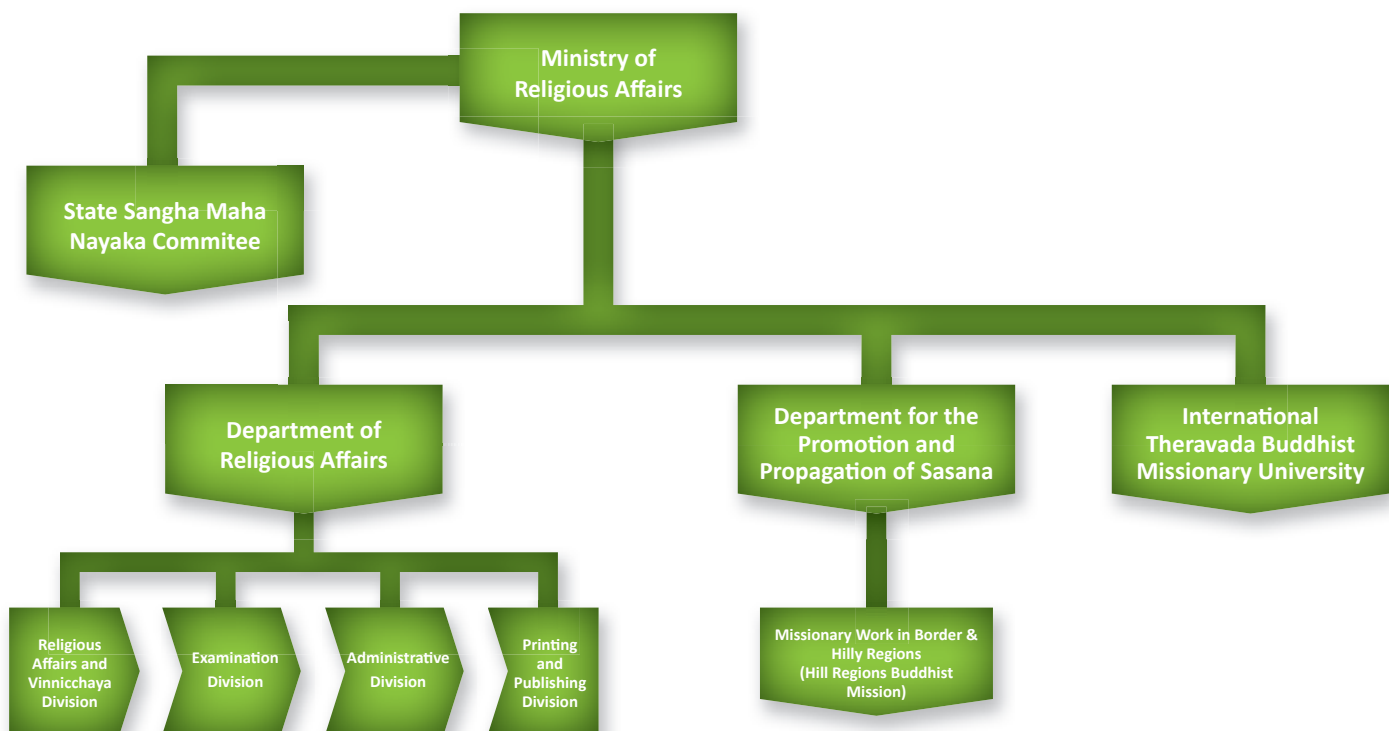 Ministry of
Religious Affairs
State Sangha Maha
Nayaka Commitee
Department of
Religious Affairs
Department for the
Promotion and
Propagation of Sasana
International
Theravada Buddhist
Missionary University
Religious
Affairs and
Vinnicchaya
Division
Examination
Division
Administrative
Division
Printing
and
Publishing
Division
Missionary Work in Border &
Hilly Regions
(Hill Regions Buddhist
Mission)